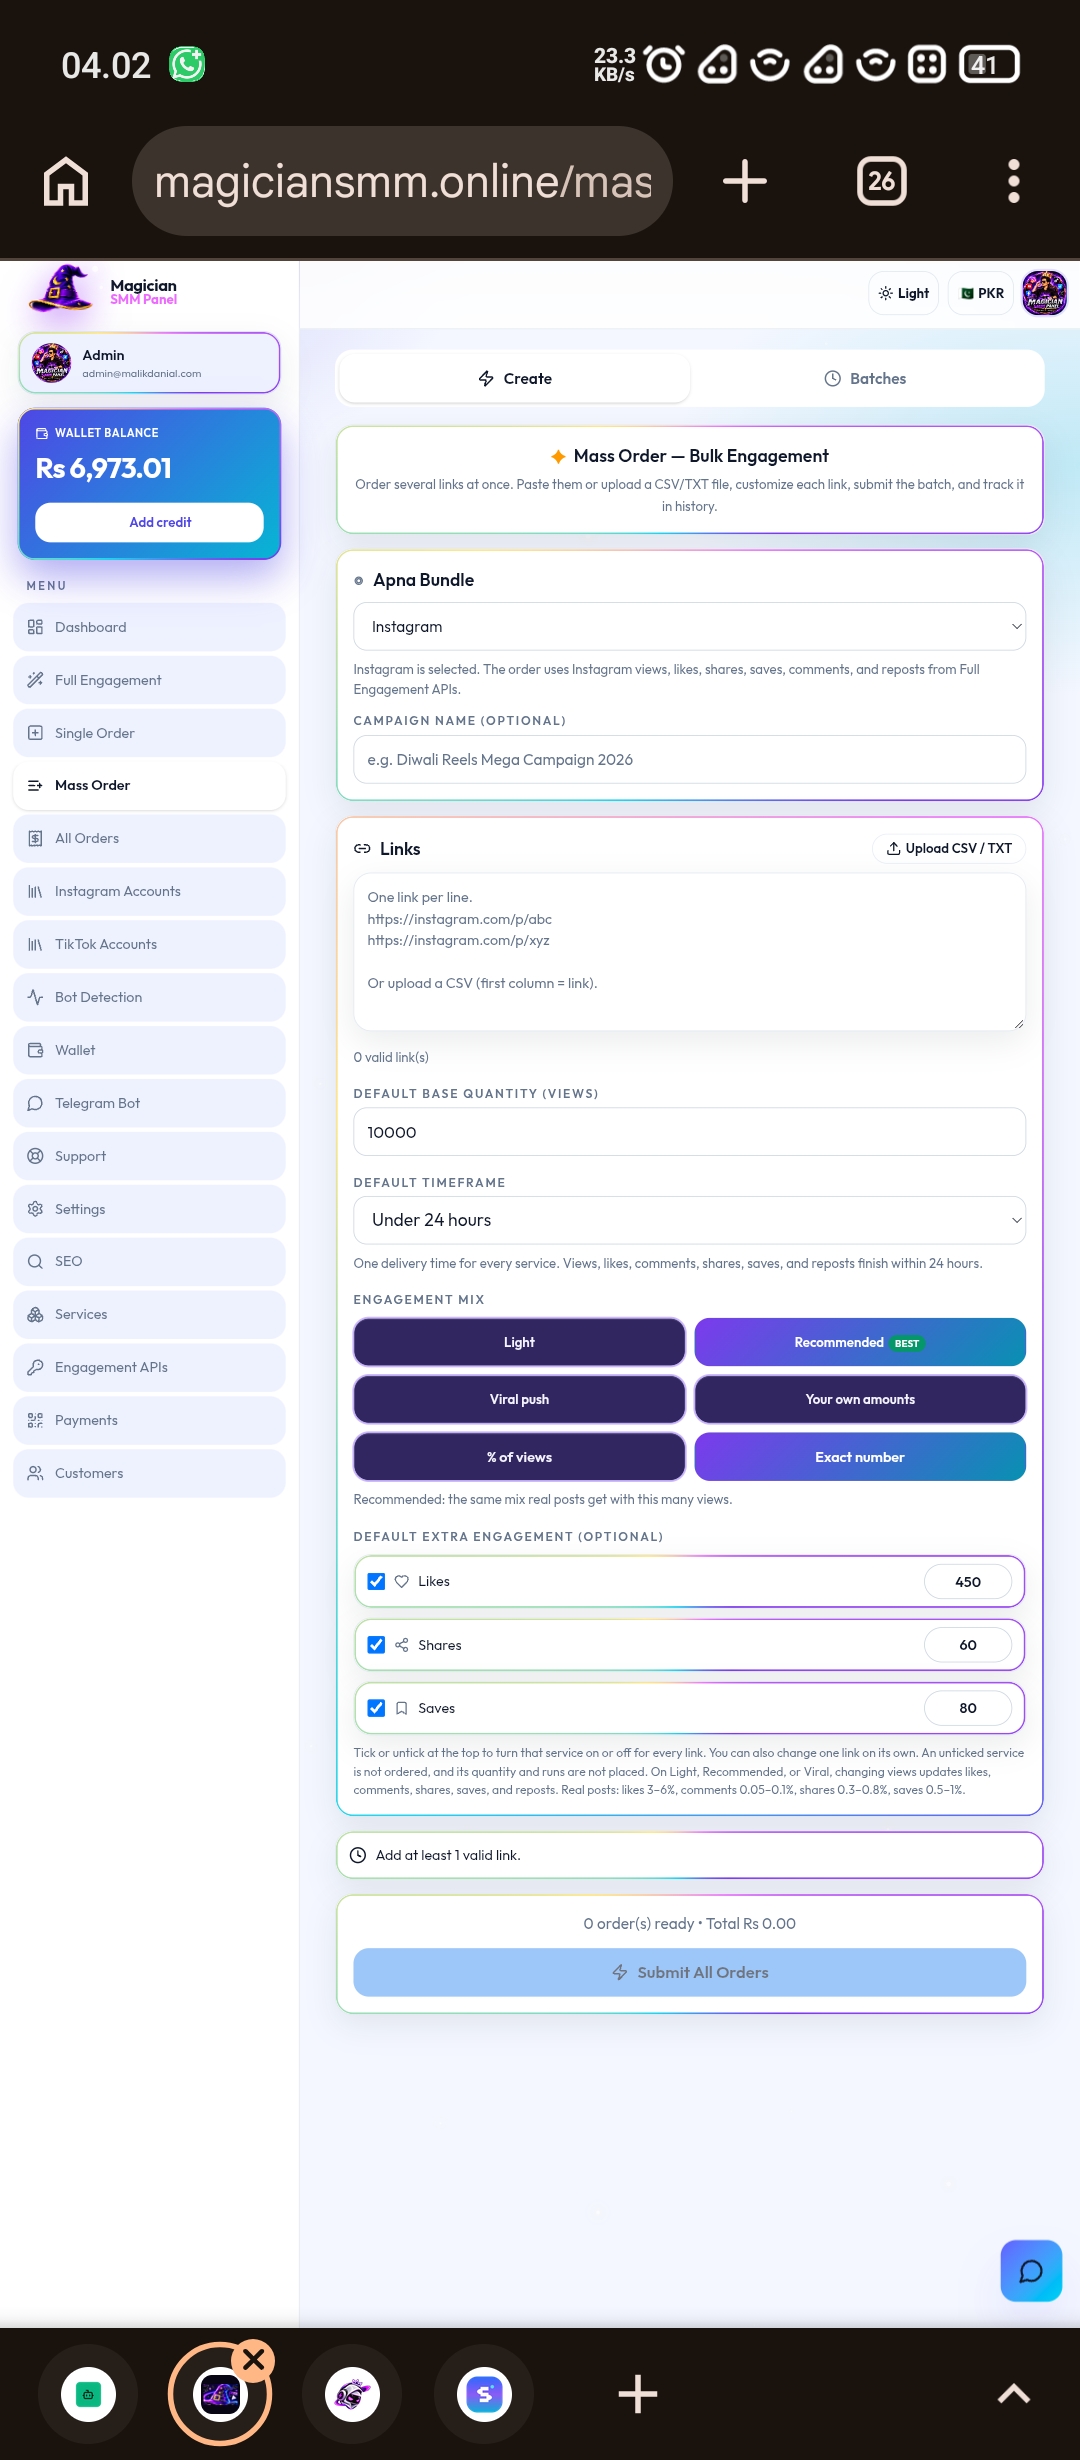 04.02
23.3
KB/s
41
magiciansmm.online/mas
26
Magician
SMM Panel
Light
PKR
Admin
admin@malikdanial.com
WALLET BALANCE
Rs 6,973.01
Add credit
MENU
Dashboard
Full Engagement
Single Order
Mass Order
All Orders
Instagram Accounts
TikTok Accounts
Bot Detection
Wallet
Telegram Bot
Support
Settings
SEO
Services
Engagement APIs
Payments
Customers
Create
Batches
Mass Order — Bulk Engagement
Order several links at once. Paste them or upload a CSV/TXT file, customize each link, submit the batch, and track it
in history.
Apna Bundle
Instagram
Instagram is selected. The order uses Instagram views, likes, shares, saves, comments, and reposts from Full
Engagement APIs.
CAMPAIGN NAME (OPTIONAL)
e.g. Diwali Reels Mega Campaign 2026
Links
Upload CSV / TXT
One link per line.
https://instagram.com/p/abc
https://instagram.com/p/xyz
Or upload a CSV (first column = link).
0 valid link(s)
DEFAULT BASE QUANTITY (VIEWS)
10000
DEFAULT TIMEFRAME
Under 24 hours
One delivery time for every service. Views, likes, comments, shares, saves, and reposts finish within 24 hours.
ENGAGEMENT MIX
Light
Recommended BEST
Viral push
Your own amounts
% of views
Exact number
Recommended: the same mix real posts get with this many views.
DEFAULT EXTRA ENGAGEMENT (OPTIONAL)
Likes
450
Shares
60
Saves
80
Tick or untick at the top to turn that service on or off for every link. You can also change one link on its own. An unticked service
is not ordered, and its quantity and runs are not placed. On Light, Recommended, or Viral, changing views updates likes,
comments, shares, saves, and reposts. Real posts: likes 3–6%, comments 0.05–0.1%, shares 0.3–0.8%, saves 0.5–1%.
Add at least 1 valid link.
0 order(s) ready • Total Rs 0.00
Submit All Orders